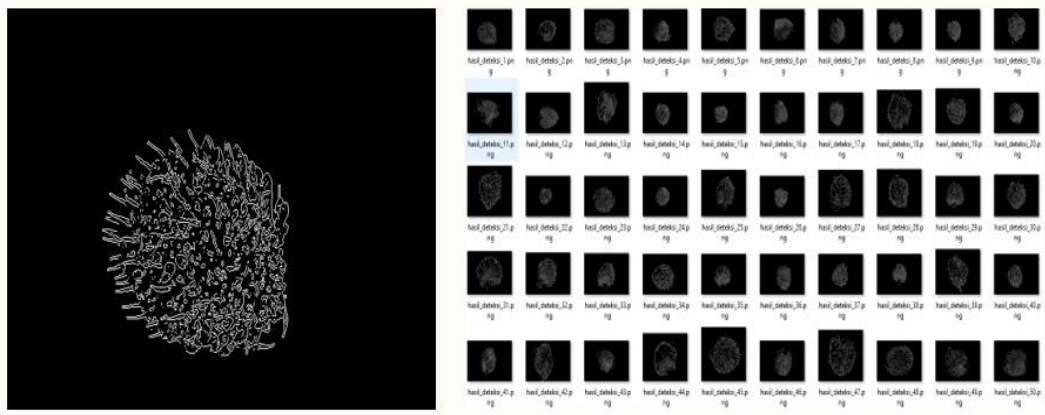 hasil_deteksi_1.pn hasil_deteksi_2.pn hasil_deteksi_3.pn hasil_deteksi_4.pn hasil_deteksi_5.pn hasil_deteksi_6.pn hasil_deteksi_7.pn hasil_deteksi_8.pn hasil_deteksi_9.pn hasil_deteksi_10.p
g g g g g g g g g ng
hasil_deteksi_11.p hasil_deteksi_12.p hasil_deteksi_13.p hasil_deteksi_14.p hasil_deteksi_15.p hasil_deteksi_16.p hasil_deteksi_17.p hasil_deteksi_18.p hasil_deteksi_19.p hasil_deteksi_20.p
ng ng ng ng ng ng ng ng ng ng
hasil_deteksi_21.p hasil_deteksi_22.p hasil_deteksi_23.p hasil_deteksi_24.p hasil_deteksi_25.p hasil_deteksi_26.p hasil_deteksi_27.p hasil_deteksi_28.p hasil_deteksi_29.p hasil_deteksi_30.p
ng ng ng ng ng ng ng ng ng ng
hasil_deteksi_31.p hasil_deteksi_32.p hasil_deteksi_33.p hasil_deteksi_34.p hasil_deteksi_35.p hasil_deteksi_36.p hasil_deteksi_37.p hasil_deteksi_38.p hasil_deteksi_39.p hasil_deteksi_40.p
ng ng ng ng ng ng ng ng ng ng
hasil_deteksi_41.p hasil_deteksi_42.p hasil_deteksi_43.p hasil_deteksi_44.p hasil_deteksi_45.p hasil_deteksi_46.p hasil_deteksi_47.p hasil_deteksi_48.p hasil_deteksi_49.p hasil_deteksi_50.p
ng ng ng ng ng ng ng ng ng ng